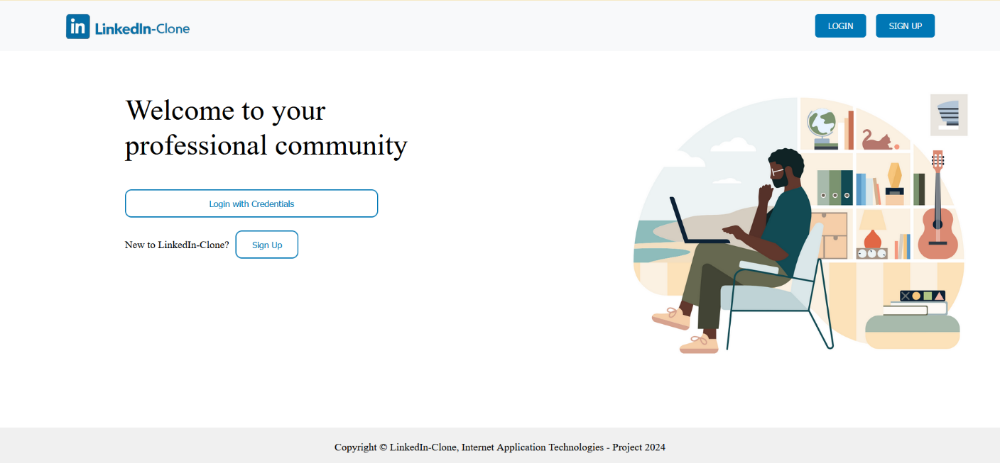 in LinkedIn-Clone
LOGIN SIGN UP
Welcome to your
professional community
Login with Credentials
New to LinkedIn-Clone? Sign Up
Copyright © LinkedIn-Clone, Internet Application Technologies - Project 2024